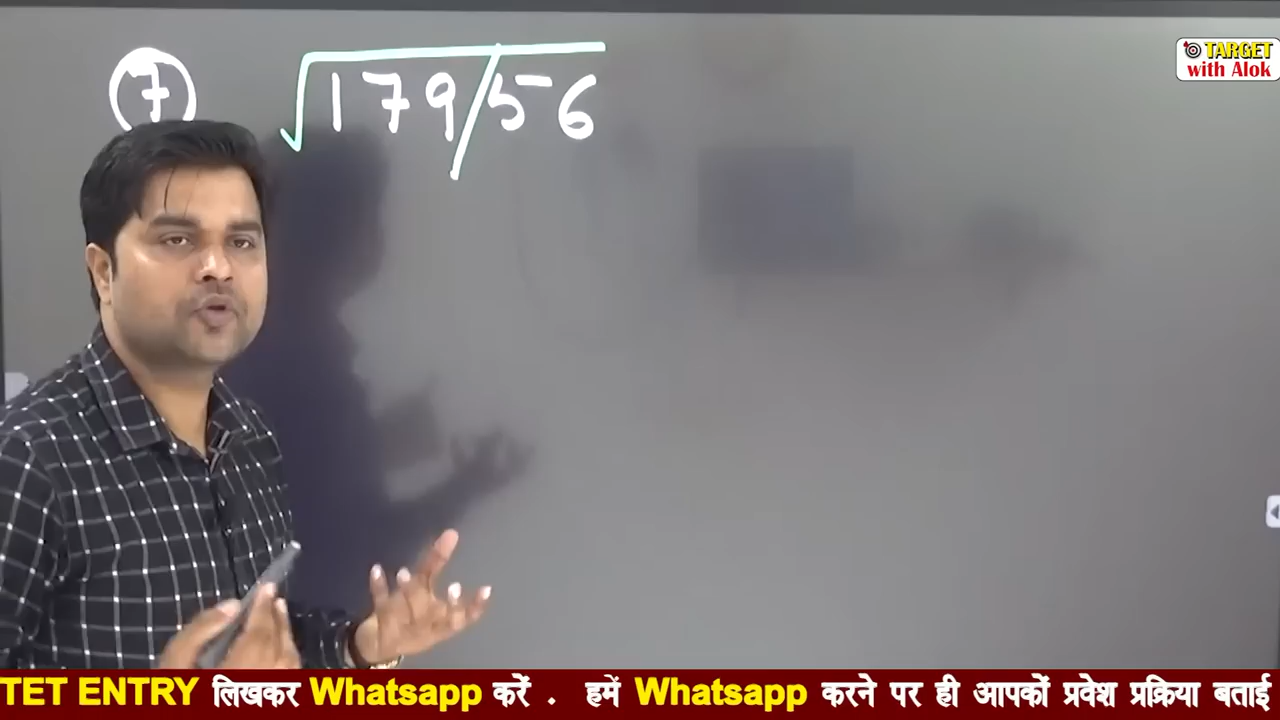 TARGET
with Alok
7 √179/56
TET ENTRY लिखकर Whatsapp करें . हमें Whatsapp करने पर ही आपकों प्रवेश प्रक्रिया बताई